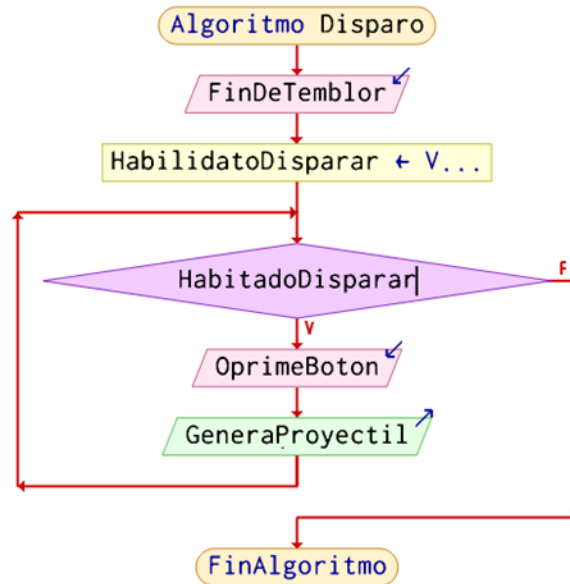 Algoritmo Disparo
FinDeTemblor
HabilidatoDisparar ← V...
HabitadoDisparar
F
V
OprimeBoton
GeneraProyectil
FinAlgoritmo